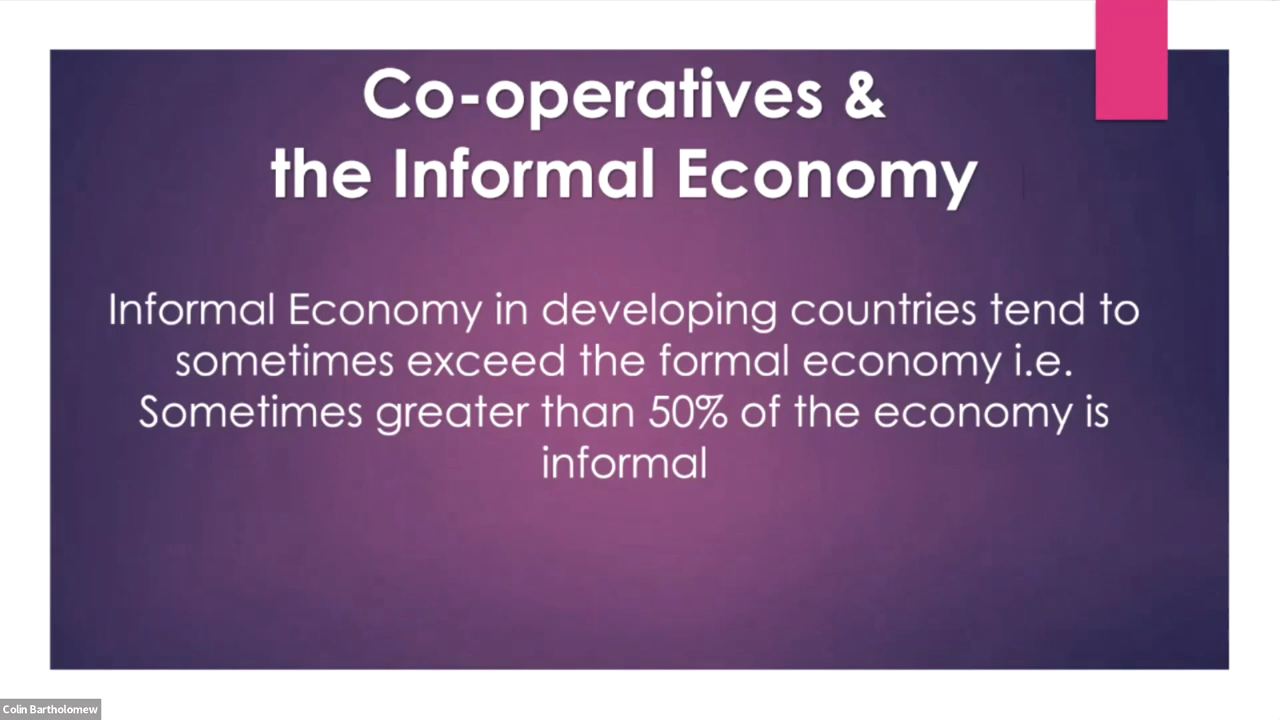 Co-operatives &
the Informal Economy
Informal Economy in developing countries tend to
sometimes exceed the formal economy i.e.
Sometimes greater than 50% of the economy is
informal
Colin Bartholomew